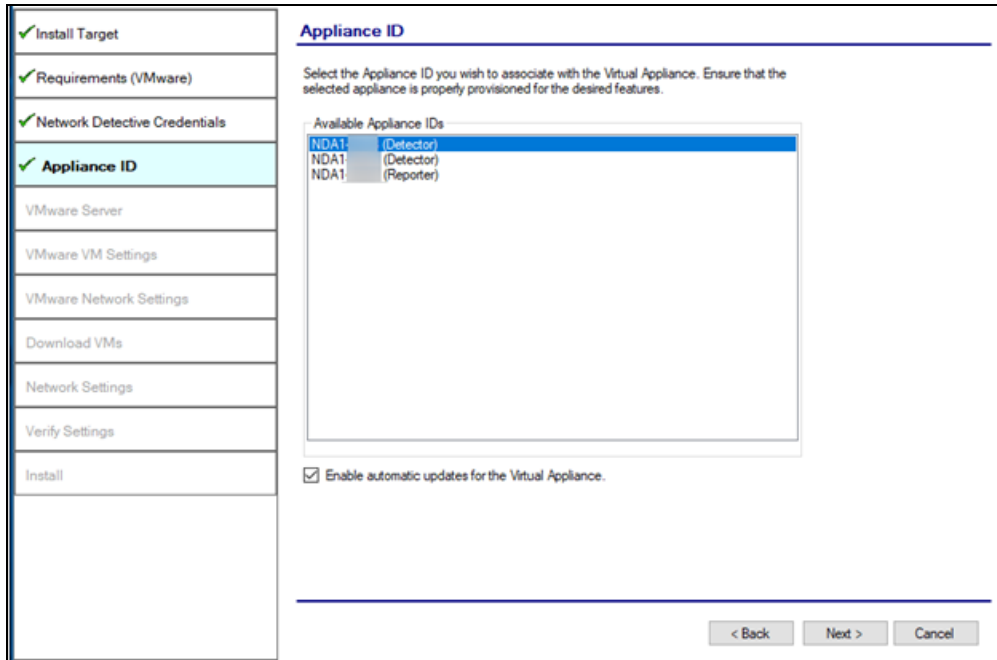 Install Target
Requirements (VMware)
Network Detective Credentials
Appliance ID
VMware Server
VMware VM Settings
VMware Network Settings
Download VMs
Network Settings
Verify Settings
Install
Appliance ID
Select the Appliance ID you wish to associate with the Virtual Appliance. Ensure that the
selected appliance is properly provisioned for the desired features.
Available Appliance IDs
NDA1- (Detector)
NDA1- (Detector)
NDA1- (Reporter)
Enable automatic updates for the Virtual Appliance.
< Back Next > Cancel